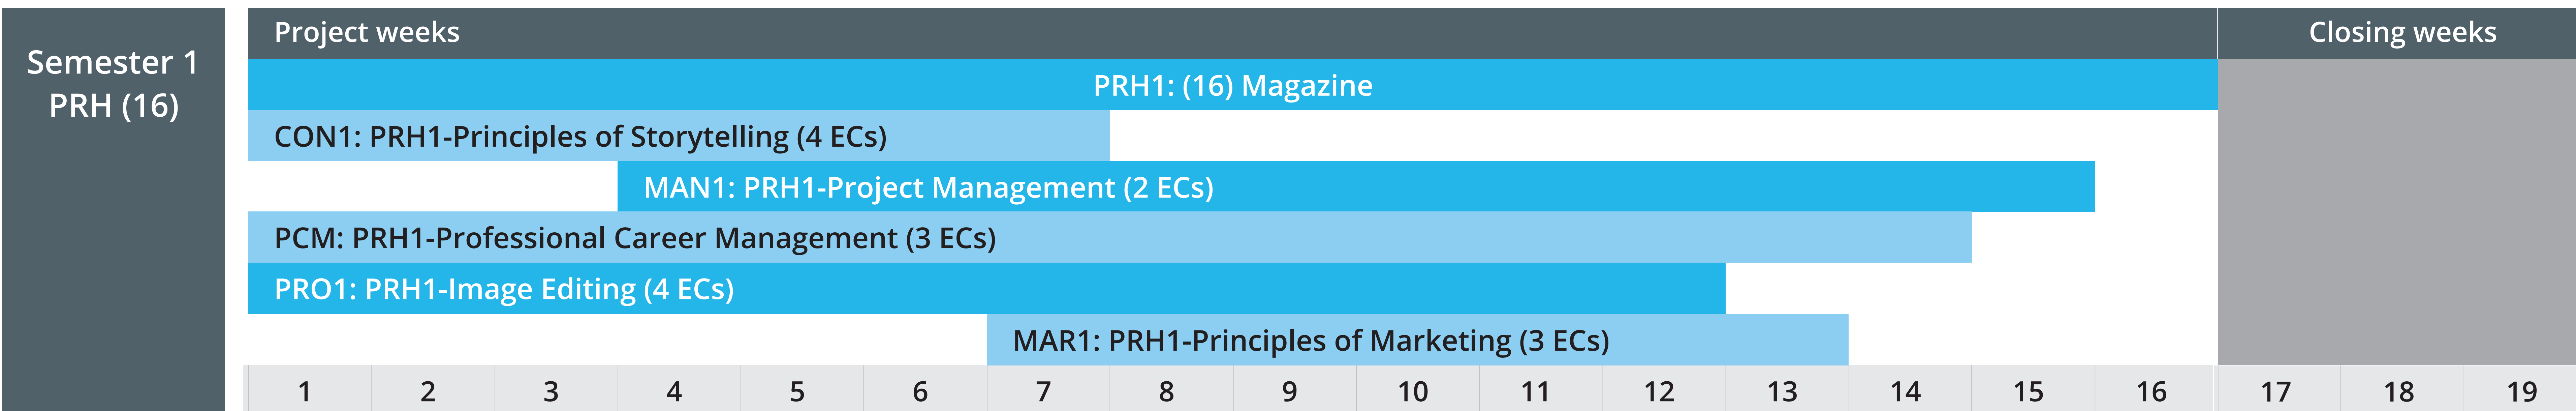 Semester 1
PRH (16)
Project weeks
Closing weeks
PRH1: (16) Magazine
CON1: PRH1-Principles of Storytelling (4 ECs)
MAN1: PRH1-Project Management (2 ECs)
PCM: PRH1-Professional Career Management (3 ECs)
PRO1: PRH1-Image Editing (4 ECs)
MAR1: PRH1-Principles of Marketing (3 ECs)
1 2 3 4 5 6 7 8 9 10 11 12 13 14 15 16 17 18 19